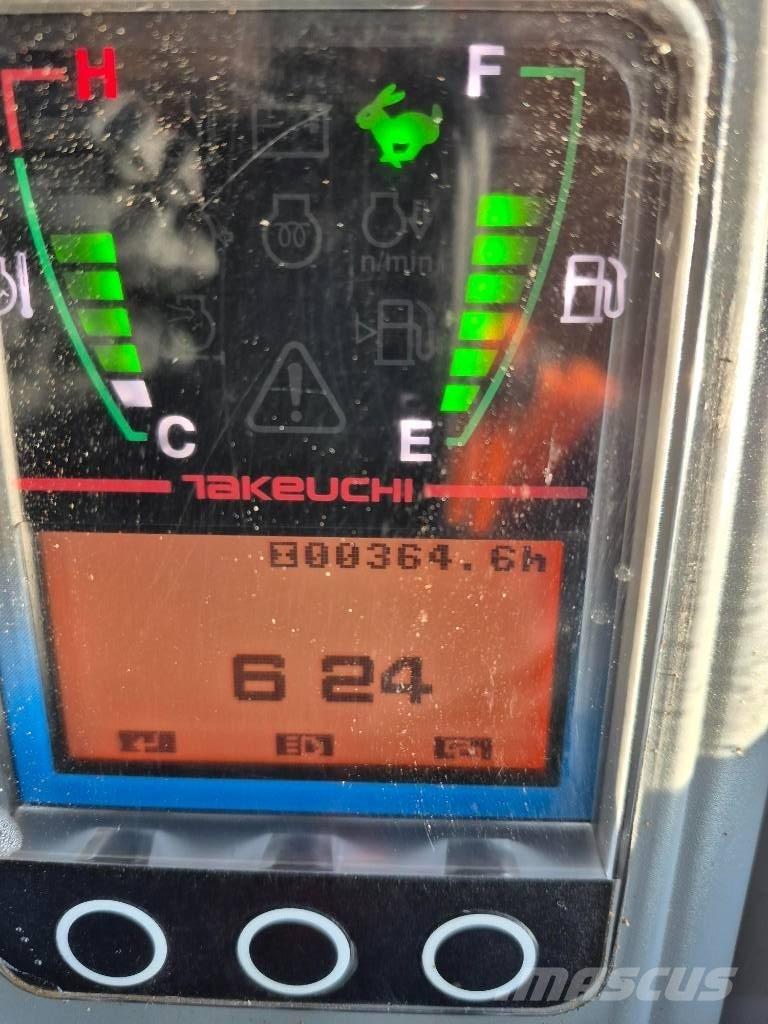 H F
n/min
C E
TAKEUCHI
00364.6h
6 24
MASCUS